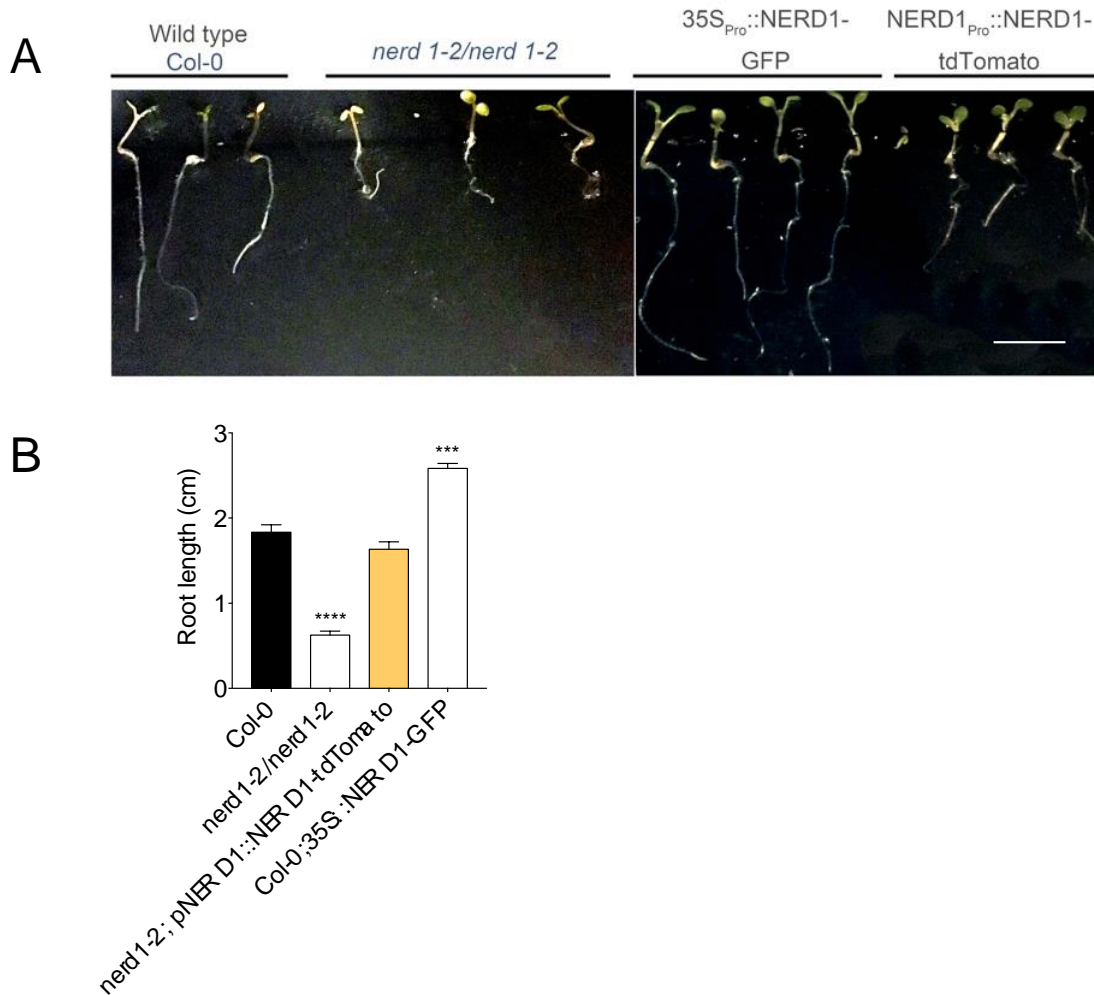 A
Wild type
Col-0
nerd 1-2/nerd 1-2
35SPro::NERD1-
GFP
NERD1Pro::NERD1-
tdTomato
B
Root length (cm)
3
2
1
0
****
***
Col-0
nerd1-2/nerd1-2
nerd1-2; pNERD1::NERD1-tdTomato
Col-0;35S::NERD1-GFP